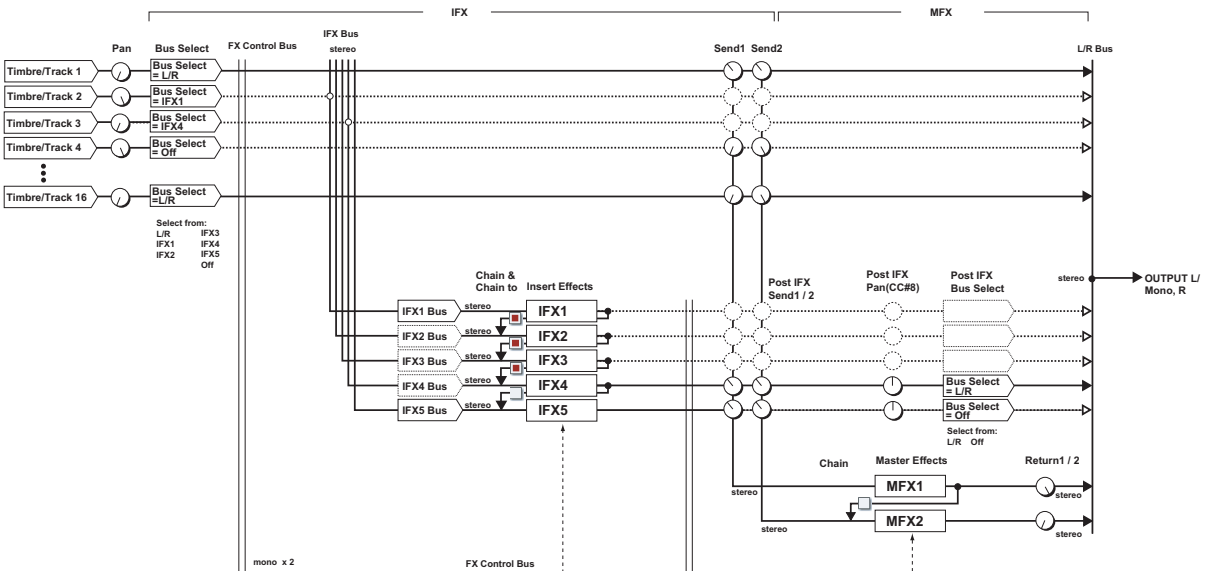 IFX
MFX
Pan
Bus Select
FX Control Bus
IFX Bus
stereo
Send1
Send2
L/R Bus
Timbre/Track 1
Bus Select
= L/R
Timbre/Track 2
Bus Select
= IFX1
Timbre/Track 3
Bus Select
= IFX4
Timbre/Track 4
Bus Select
= Off
Timbre/Track 16
Bus Select
=L/R
Select from:
L/R IFX3
IFX1 IFX4
IFX2 IFX5
Off
Chain &
Chain to
Insert Effects
Post IFX
Send1 / 2
Post IFX
Pan(CC#8)
Post IFX
Bus Select
stereo
OUTPUT L/
Mono, R
IFX1 Bus
stereo
IFX1
IFX2 Bus
stereo
IFX2
IFX3 Bus
stereo
IFX3
IFX4 Bus
stereo
IFX4
Bus Select
= L/R
IFX5 Bus
stereo
IFX5
Bus Select
= Off
Select from:
L/R Off
Chain
Master Effects
Return1 / 2
stereo
MFX1
stereo
stereo
MFX2
stereo
mono x 2
FX Control Bus